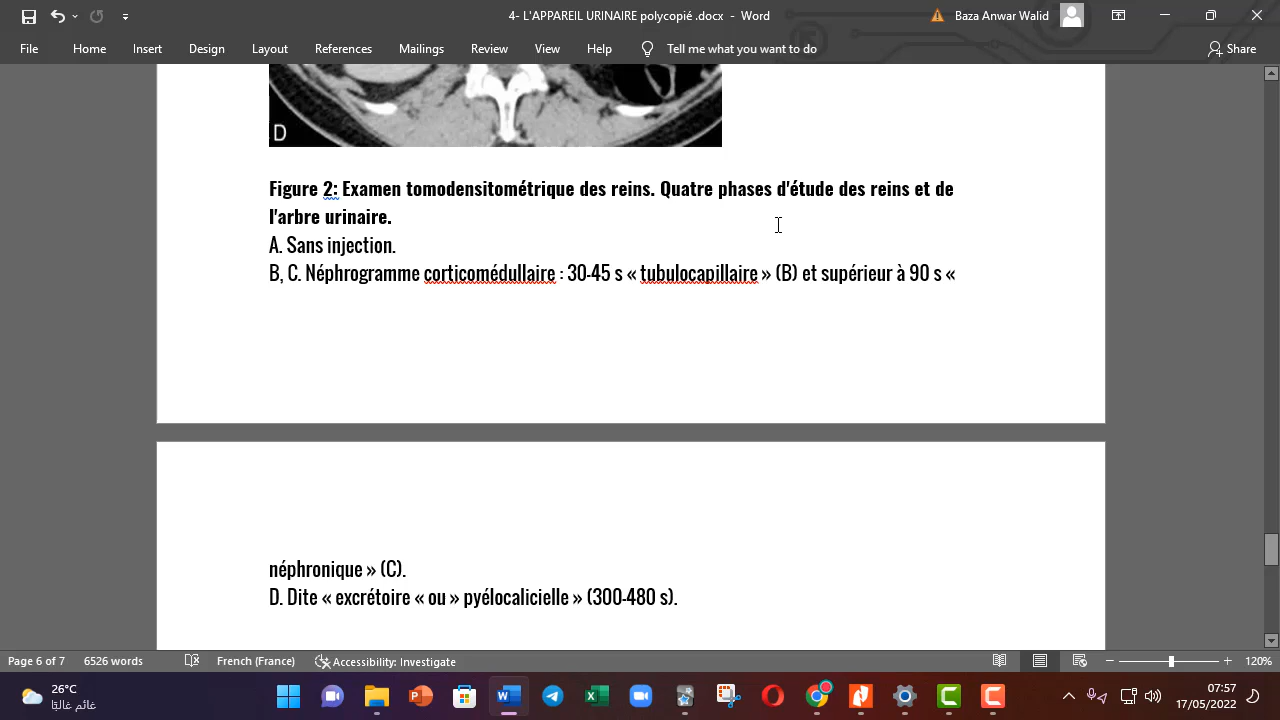 4- L'APPAREIL URINAIRE polycopié .docx - Word
Baza Anwar Walid
File Home Insert Design Layout References Mailings Review View Help Tell me what you want to do Share
D
Figure 2: Examen tomodensitométrique des reins. Quatre phases d'étude des reins et de
l'arbre urinaire.
A. Sans injection.
B, C. Néphrogramme corticomédullaire : 30-45 s « tubulocapillaire » (B) et supérieur à 90 s «
néphronique » (C).
D. Dite « excrétoire « ou » pyélocalicielle » (300-480 s).
Page 6 of 7 6526 words French (France) Accessibility: Investigate 120%
26°C
غائم غالبًا
07:57
17/05/2022